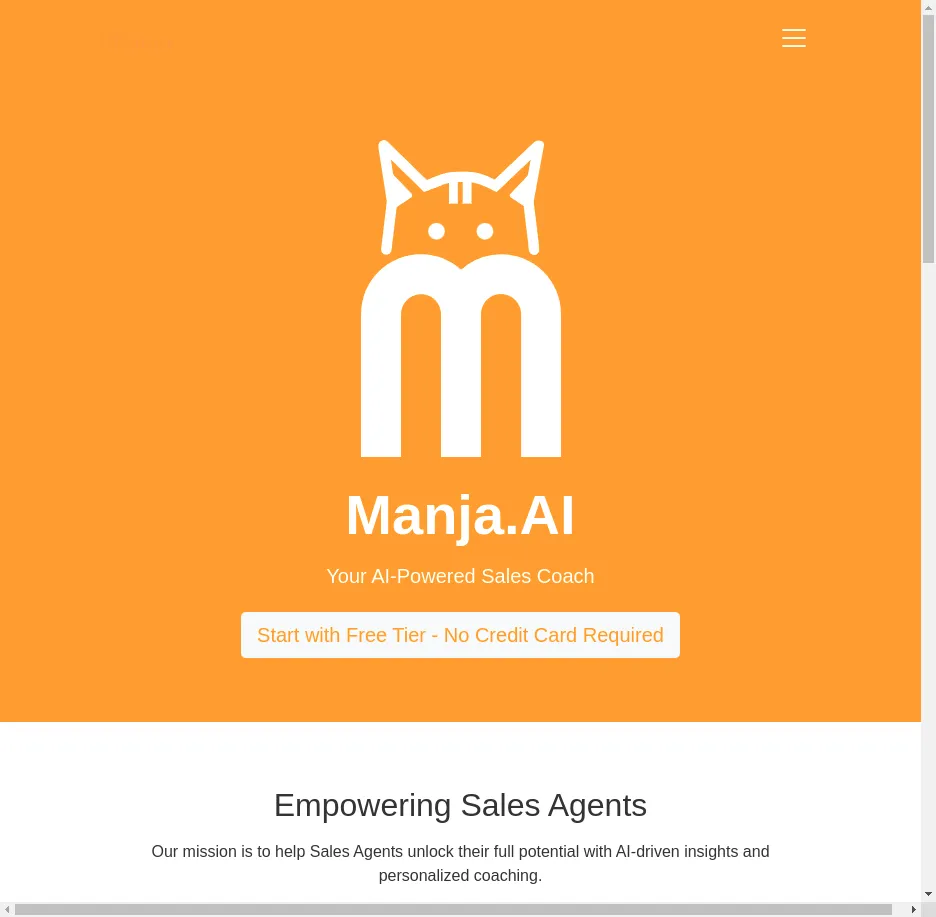 Manja.AI
Your AI-Powered Sales Coach
Start with Free Tier - No Credit Card Required
Empowering Sales Agents
Our mission is to help Sales Agents unlock their full potential with AI-driven insights and
personalized coaching.